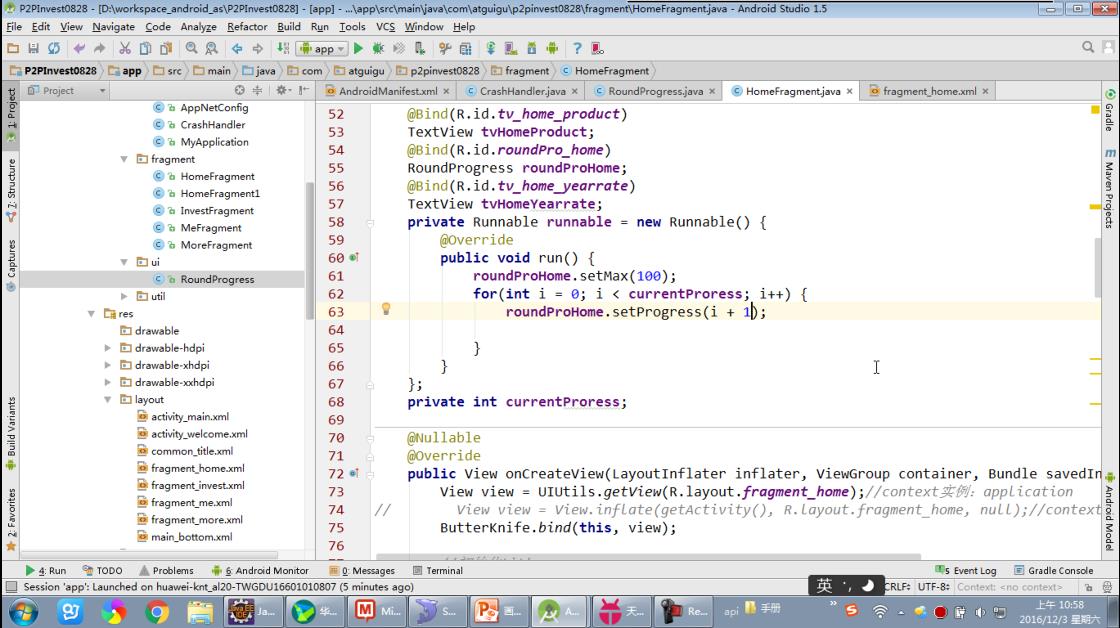 P2PInvest0828 - [D:\workspace_android_as\P2PInvest0828] - [app] - ...\app\src\main\java\com\atguigu\p2pinvest0828\fragment\HomeFragment.java - Android Studio 1.5
File Edit View Navigate Code Analyze Refactor Build Run Tools VCS Window Help
app
P2PInvest0828 app src main java com atguigu p2pinvest0828 fragment HomeFragment
Project
AndroidManifest.xml CrashHandler.java RoundProgress.java HomeFragment.java fragment_home.xml
1: Project
7: Structure
Captures
Build Variants
2: Favorites
AppNetConfig
CrashHandler
MyApplication
fragment
HomeFragment
HomeFragment1
InvestFragment
MeFragment
MoreFragment
ui
RoundProgress
util
res
drawable
drawable-hdpi
drawable-xhdpi
drawable-xxhdpi
layout
activity_main.xml
activity_welcome.xml
common_title.xml
fragment_home.xml
fragment_invest.xml
fragment_me.xml
fragment_more.xml
main_bottom.xml
52 @Bind(R.id.tv_home_product)
53 TextView tvHomeProduct;
54 @Bind(R.id.roundPro_home)
55 RoundProgress roundProHome;
56 @Bind(R.id.tv_home_yearrate)
57 TextView tvHomeYearrate;
58 private Runnable runnable = new Runnable() {
59 @Override
60 public void run() {
61 roundProHome.setMax(100);
62 for(int i = 0; i < currentProress; i++) {
63 roundProHome.setProgress(i + 1);
64
65 }
66 }
67 };
68 private int currentProress;
69
70 @Nullable
71 @Override
72 public View onCreateView(LayoutInflater inflater, ViewGroup container, Bundle savedIn
73 View view = UIUtils.getView(R.layout.fragment_home);//context实例：application
74 // View view = View.inflate(getActivity(), R.layout.fragment_home, null);//context
75 ButterKnife.bind(this, view);
76
Gradle
Maven Projects
Android Model
4: Run TODO Problems 6: Android Monitor 0: Messages Terminal 5 Event Log Gradle Console
Session 'app': Launched on huawei-knt_al20-TWGDU16601010807 (5 minutes ago) 英 CRLF÷ UTF-8÷ Context: <no context>
Ja... 华... Mi... S... 画... A... 天... Re... api 手册 上午 10:58
2016/12/3 星期六